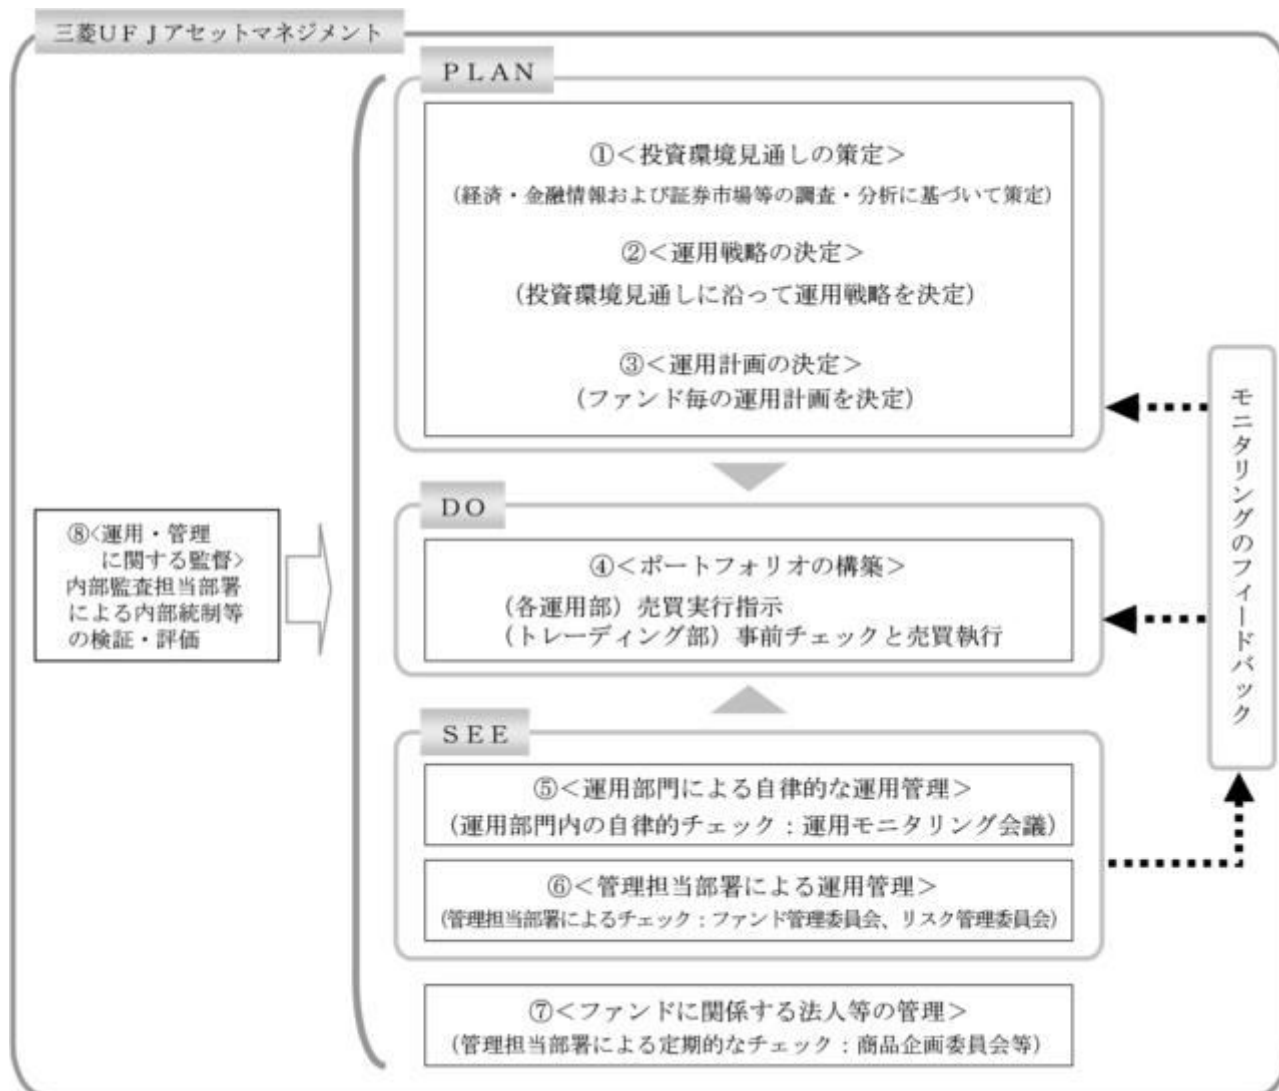 三菱UFJアセットマネジメント
PLAN
①<投資環境見通しの策定>
(経済・金融情報および証券市場等の調査・分析に基づいて策定)
②<運用戦略の決定>
(投資環境見通しに沿って運用戦略を決定)
③<運用計画の決定>
(ファンド毎の運用計画を決定)
DO
④<ポートフォリオの構築>
(各運用部)売買実行指示
(トレーディング部)事前チェックと売買執行
SEE
⑤<運用部門による自律的な運用管理>
(運用部門内の自律的チェック:運用モニタリング会議)
⑥<管理担当部署による運用管理>
(管理担当部署によるチェック:ファンド管理委員会、リスク管理委員会)
⑦<ファンドに関係する法人等の管理>
(管理担当部署による定期的なチェック:商品企画委員会等)
⑧<運用・管理
に関する監督>
内部監査担当部署
による内部統制等
の検証・評価
モニタリングのフィードバック